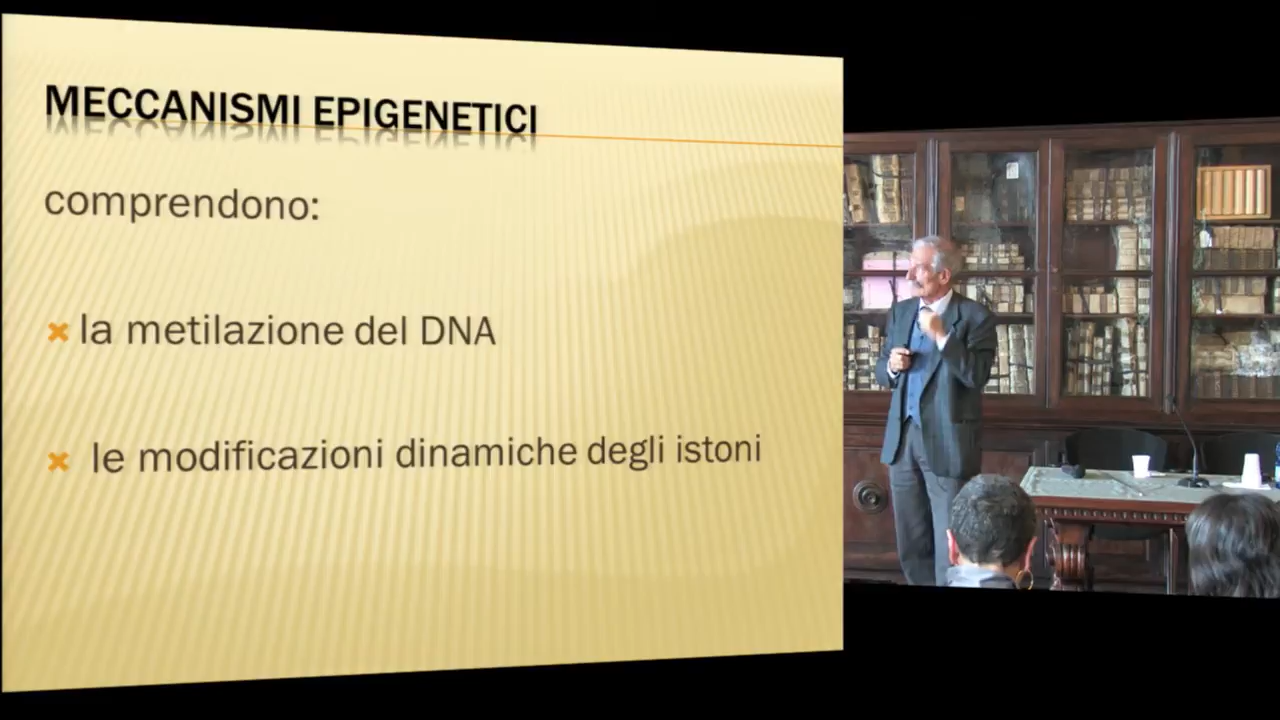 MECCANISMI EPIGENETICI
comprendono:
la metilazione del DNA
le modificazioni dinamiche degli istoni